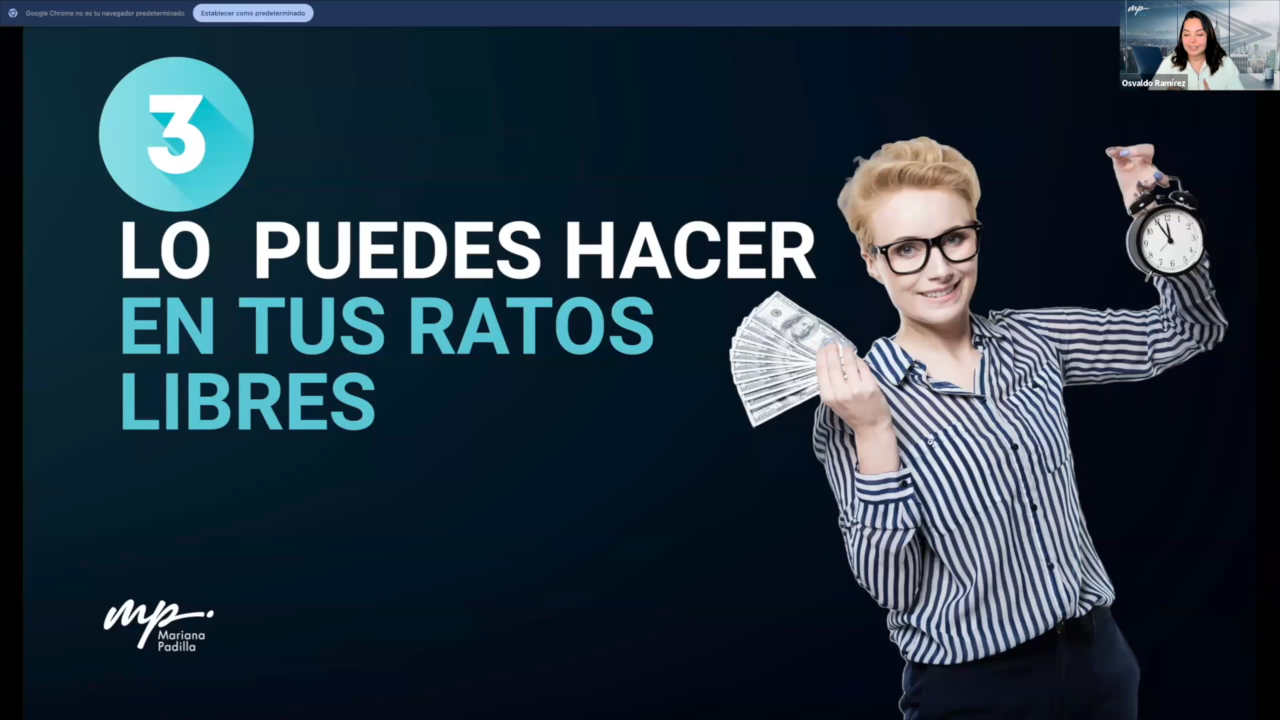 Google Chrome no es tu navegador predeterminado
Establecer como predeterminado
mp
Osvaldo Ramírez
3
LO PUEDES HACER
EN TUS RATOS
LIBRES
mp.
Mariana
Padilla